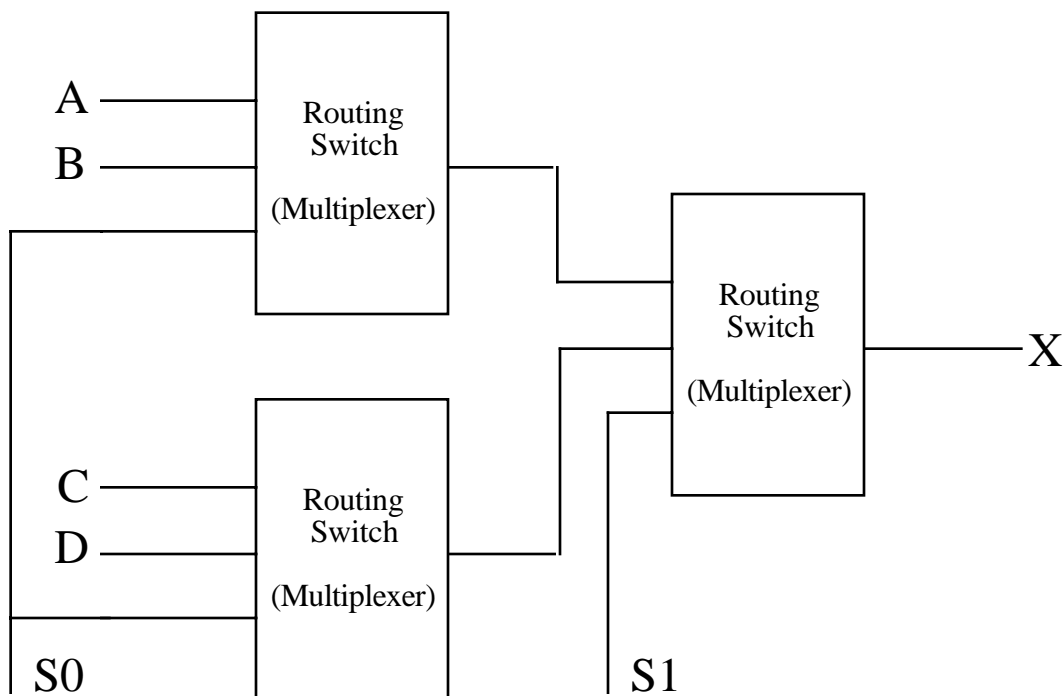 A
B
Routing
Switch
(Multiplexer)
Routing
Switch
(Multiplexer)
X
C
D
Routing
Switch
(Multiplexer)
S0
S1